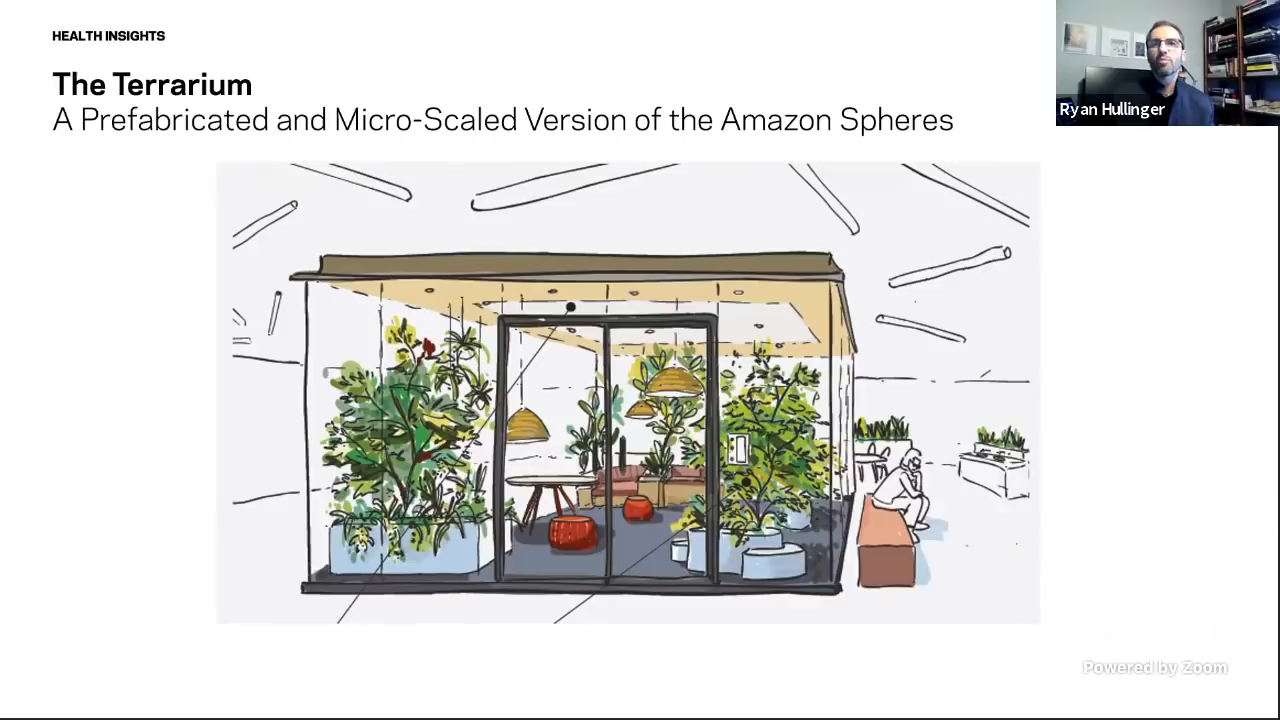 HEALTH INSIGHTS
The Terrarium
A Prefabricated and Micro-Scaled Version of the Amazon Spheres
Ryan Hullinger
Powered by Zoom